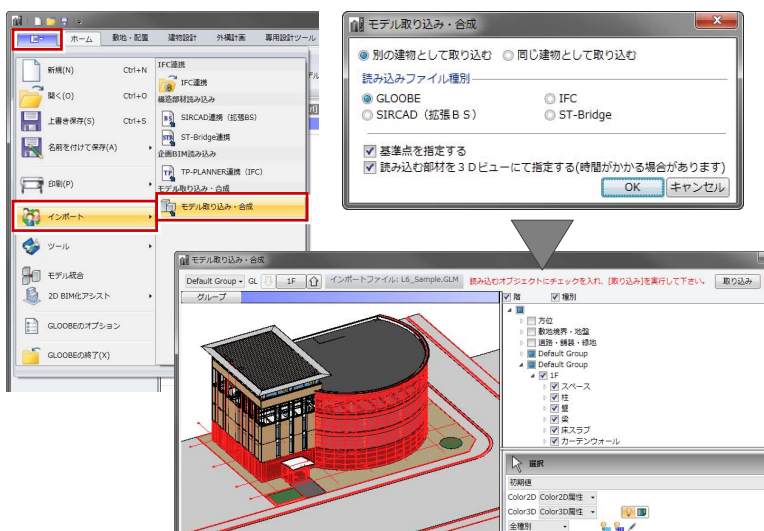 ホーム 敷地・配置 建物設計 外構計画 専用設計ツール
新規(N) Ctrl+N
開く(O) Ctrl+O
上書き保存(S) Ctrl+S
名前を付けて保存(A)
印刷(P)
インポート
ツール
モデル統合
2D BIM化アシスト
GLOOBEのオプション
GLOOBEの終了(X)
IFC連携
IFC連携
構造部材読み込み
SIRCAD連携（拡張BS）
ST-Bridge連携
企画BIM読み込み
TP-PLANNER連携（IFC）
モデル取り込み・合成
モデル取り込み・合成
モデル取り込み・合成
別の建物として取り込む 同じ建物として取り込む
読み込みファイル種別
GLOOBE IFC
SIRCAD（拡張ＢＳ） ST-Bridge
基準点を指定する
読み込む部材を３Ｄビューにて指定する(時間がかかる場合があります)
OK キャンセル
モデル取り込み・合成
Default Group GL 1F インポートファイル: L6_Sample.GLM 読み込むオブジェクトにチェックを入れ、[取り込み]を実行して下さい。 取り込み
グループ
階 種別
方位
敷地境界・地盤
道路・舗装・緑地
Default Group
Default Group
1F
スペース
柱
壁
梁
床スラブ
カーテンウォール
選択
初期値
Color2D Color2D属性
Color3D Color3D属性
全種別